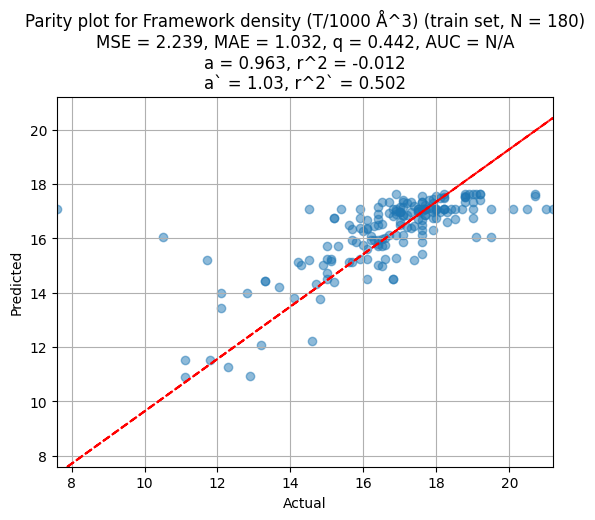 Parity plot for Framework density (T/1000 Å^3) (train set, N = 180)
MSE = 2.239, MAE = 1.032, q = 0.442, AUC = N/A
a = 0.963, r^2 = -0.012
a` = 1.03, r^2` = 0.502
20
18
16
14
12
10
8
Predicted
8 10 12 14 16 18 20
Actual